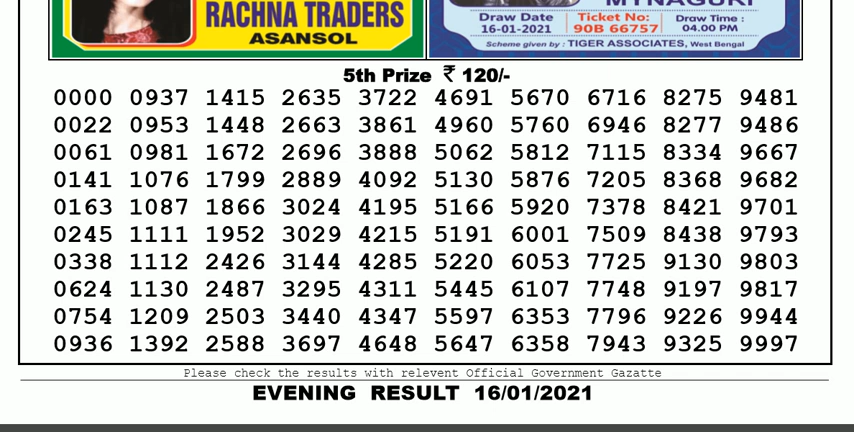 RACHNA TRADERS
ASANSOL
MYNAGURI
Draw Date
16-01-2021
Ticket No:
90B 66757
Draw Time :
04.00 PM
Scheme given by : TIGER ASSOCIATES, West Bengal
5th Prize ₹ 120/-
0000 0937 1415 2635 3722 4691 5670 6716 8275 9481
0022 0953 1448 2663 3861 4960 5760 6946 8277 9486
0061 0981 1672 2696 3888 5062 5812 7115 8334 9667
0141 1076 1799 2889 4092 5130 5876 7205 8368 9682
0163 1087 1866 3024 4195 5166 5920 7378 8421 9701
0245 1111 1952 3029 4215 5191 6001 7509 8438 9793
0338 1112 2426 3144 4285 5220 6053 7725 9130 9803
0624 1130 2487 3295 4311 5445 6107 7748 9197 9817
0754 1209 2503 3440 4347 5597 6353 7796 9226 9944
0936 1392 2588 3697 4648 5647 6358 7943 9325 9997
Please check the results with relevent Official Government Gazatte
EVENING RESULT 16/01/2021